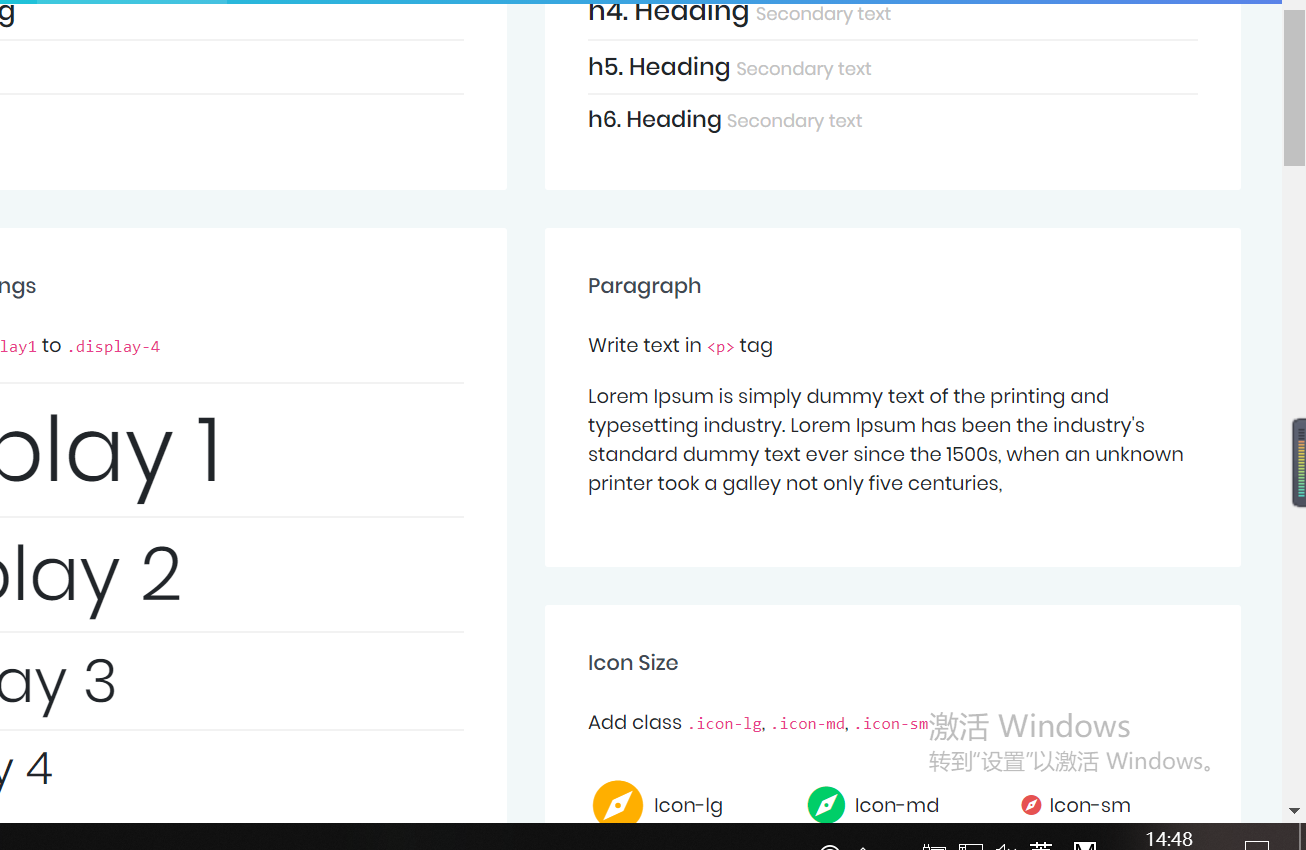 h4. Heading Secondary text
h5. Heading Secondary text
h6. Heading Secondary text
to .display-4
play 1
play 2
ay 3
y 4
Paragraph
Write text in <p> tag
Lorem Ipsum is simply dummy text of the printing and
typesetting industry. Lorem Ipsum has been the industry's
standard dummy text ever since the 1500s, when an unknown
printer took a galley not only five centuries,
Icon Size
Add class .icon-lg, .icon-md, .icon-sm
激活 Windows
转到“设置”以激活 Windows。
Icon-lg Icon-md Icon-sm
14:48